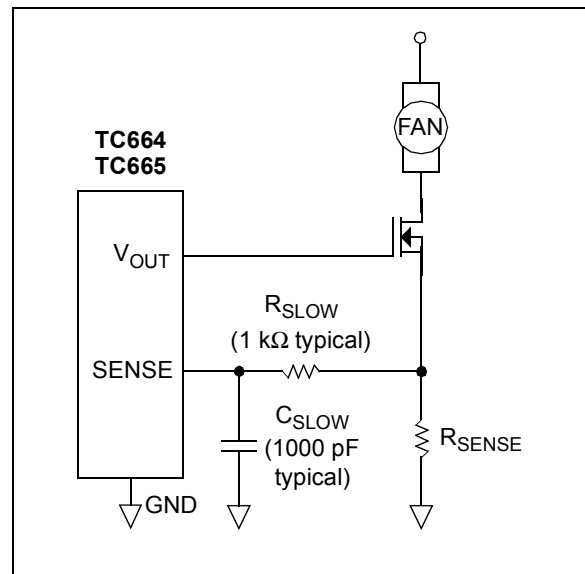 FAN
TC664
TC665
VOUT
RSLOW
(1 kΩ typical)
SENSE
CSLOW
(1000 pF
typical)
RSENSE
GND